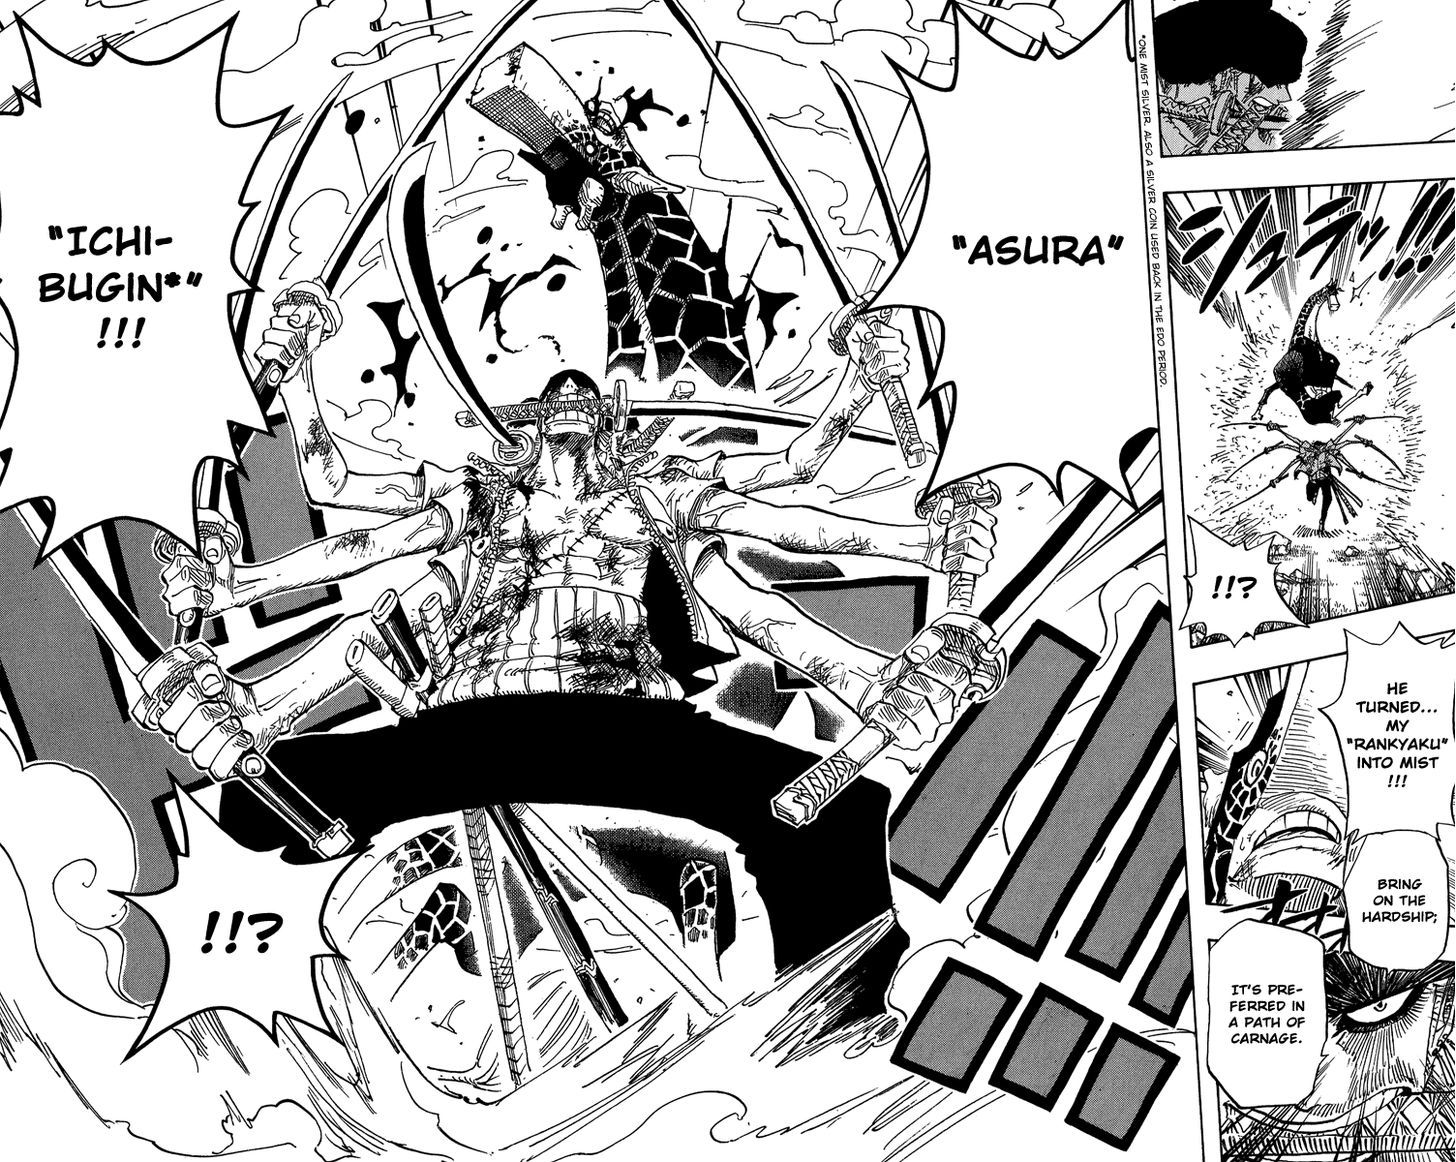 シュラッ!!!
!!?
HE
TURNED...
MY
"RANKYAKU"
INTO MIST
!!!
BRING
ON THE
HARDSHIP;
IT'S PRE-
FERRED IN
A PATH OF
CARNAGE.
"ASURA"
"ICHI-
BUGIN*"
!!!
!!?
*ONE MIST SILVER. ALSO A SILVER COIN USED BACK IN THE EDO PERIOD.